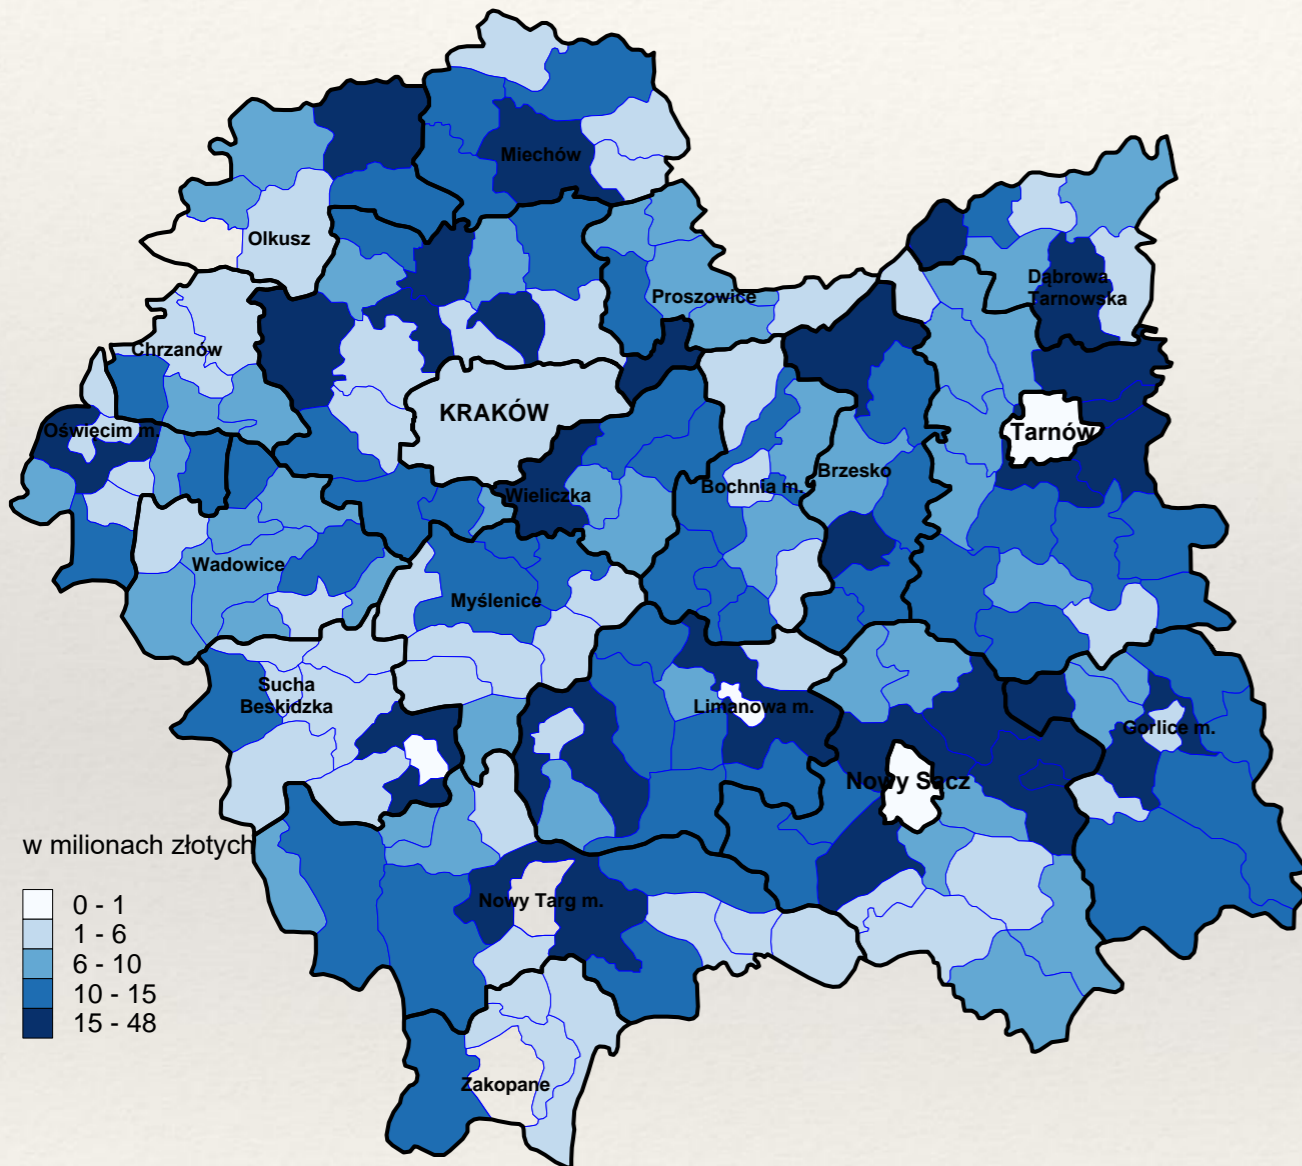 Miechów
Olkusz
Dąbrowa
Tarnowska
Proszowice
Chrzanów
KRAKÓW
Oświęcim m.
Tarnów
Brzesko
Bochnia m.
Wieliczka
Wadowice
Myślenice
Sucha
Beskidzka
Limanowa m.
Gorlice m.
Nowy Sącz
w milionach złotych
Nowy Targ m.
0 - 1
1 - 6
6 - 10
10 - 15
15 - 48
Zakopane